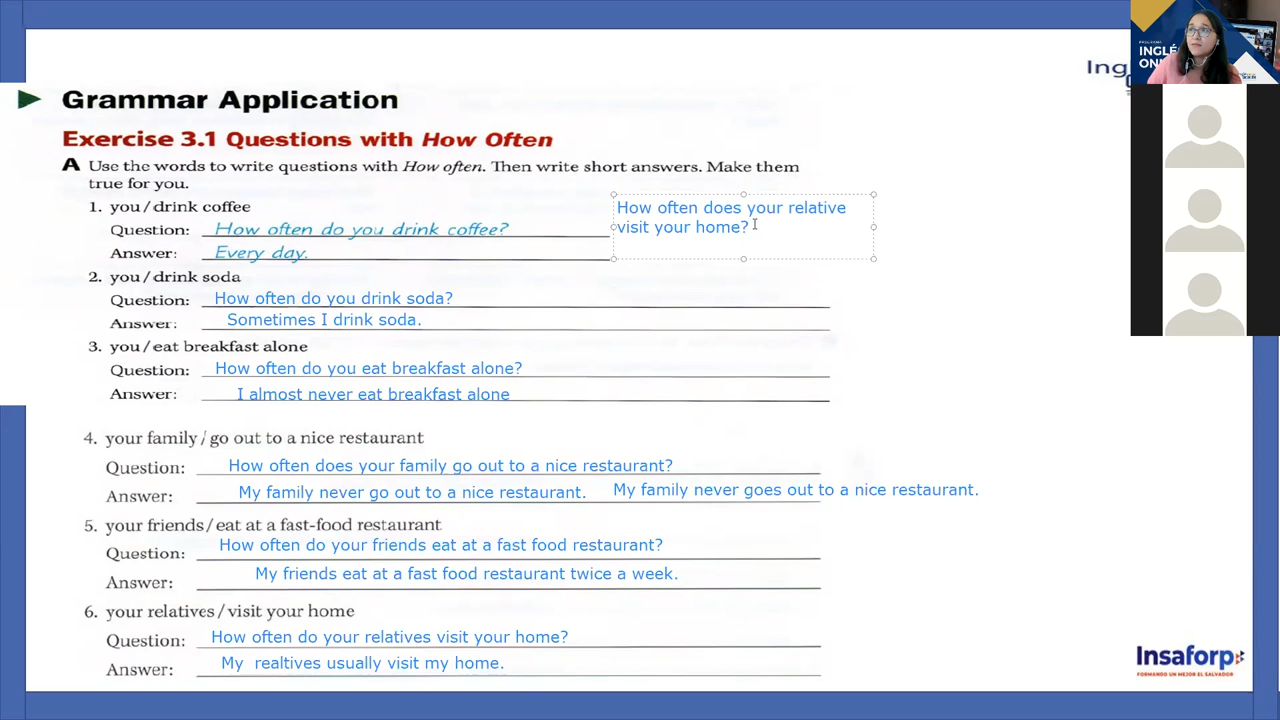 PROGRAMA
INGLÉS
ONLI
Ing
Grammar Application
Exercise 3.1 Questions with How Often
A Use the words to write questions with How often. Then write short answers. Make them
true for you.
1. you/drink coffee
Question: How often do you drink coffee?
Answer: Every day.
How often does your relative
visit your home?
2. you/drink soda
Question: How often do you drink soda?
Answer: Sometimes I drink soda.
3. you/eat breakfast alone
Question: How often do you eat breakfast alone?
Answer: I almost never eat breakfast alone
4. your family/go out to a nice restaurant
Question: How often does your family go out to a nice restaurant?
Answer: My family never go out to a nice restaurant. My family never goes out to a nice restaurant.
5. your friends/eat at a fast-food restaurant
Question: How often do your friends eat at a fast food restaurant?
Answer: My friends eat at a fast food restaurant twice a week.
6. your relatives/visit your home
Question: How often do your relatives visit your home?
Answer: My realtives usually visit my home.
Insaforp
FORMANDO UN MEJOR EL SALVADOR